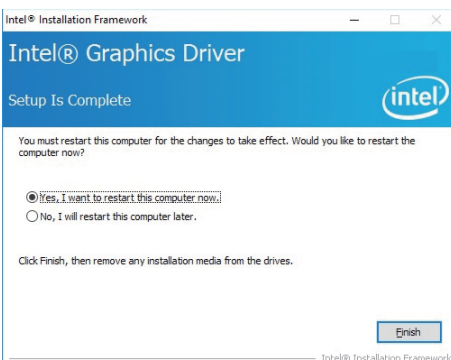 Intel® Installation Framework
Intel® Graphics Driver
Setup Is Complete
intel
You must restart this computer for the changes to take effect. Would you like to restart the
computer now?
Yes, I want to restart this computer now.
No, I will restart this computer later.
Click Finish, then remove any installation media from the drives.
Finish
Intel® Installation Framework